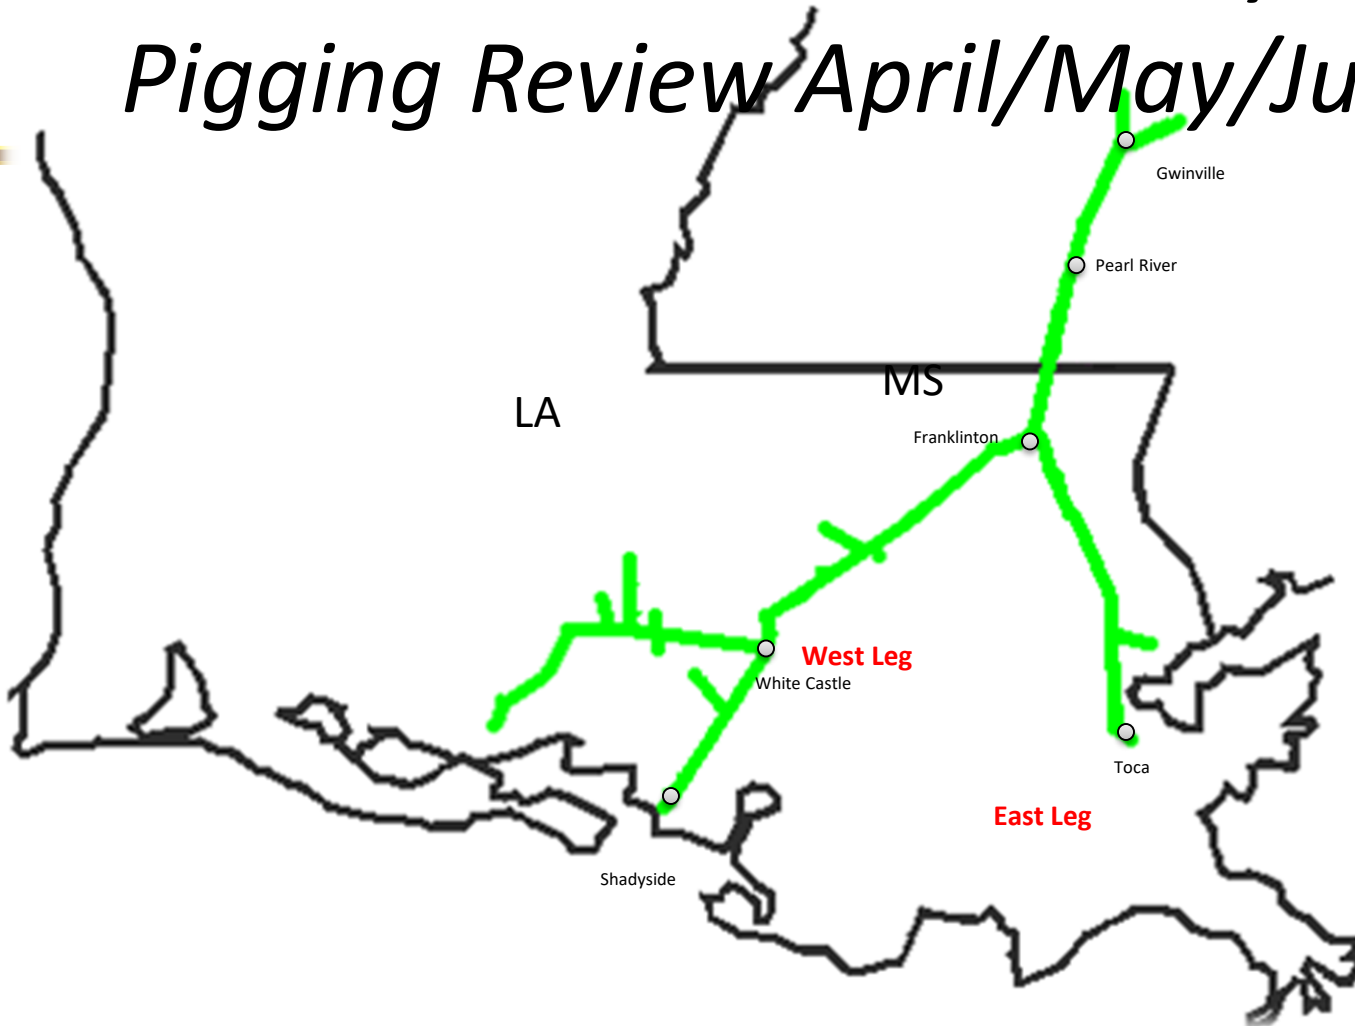 Pigging Review April/May/Ju
Gwinville
Pearl River
MS
LA
Franklinton
West Leg
White Castle
Toca
East Leg
Shadyside